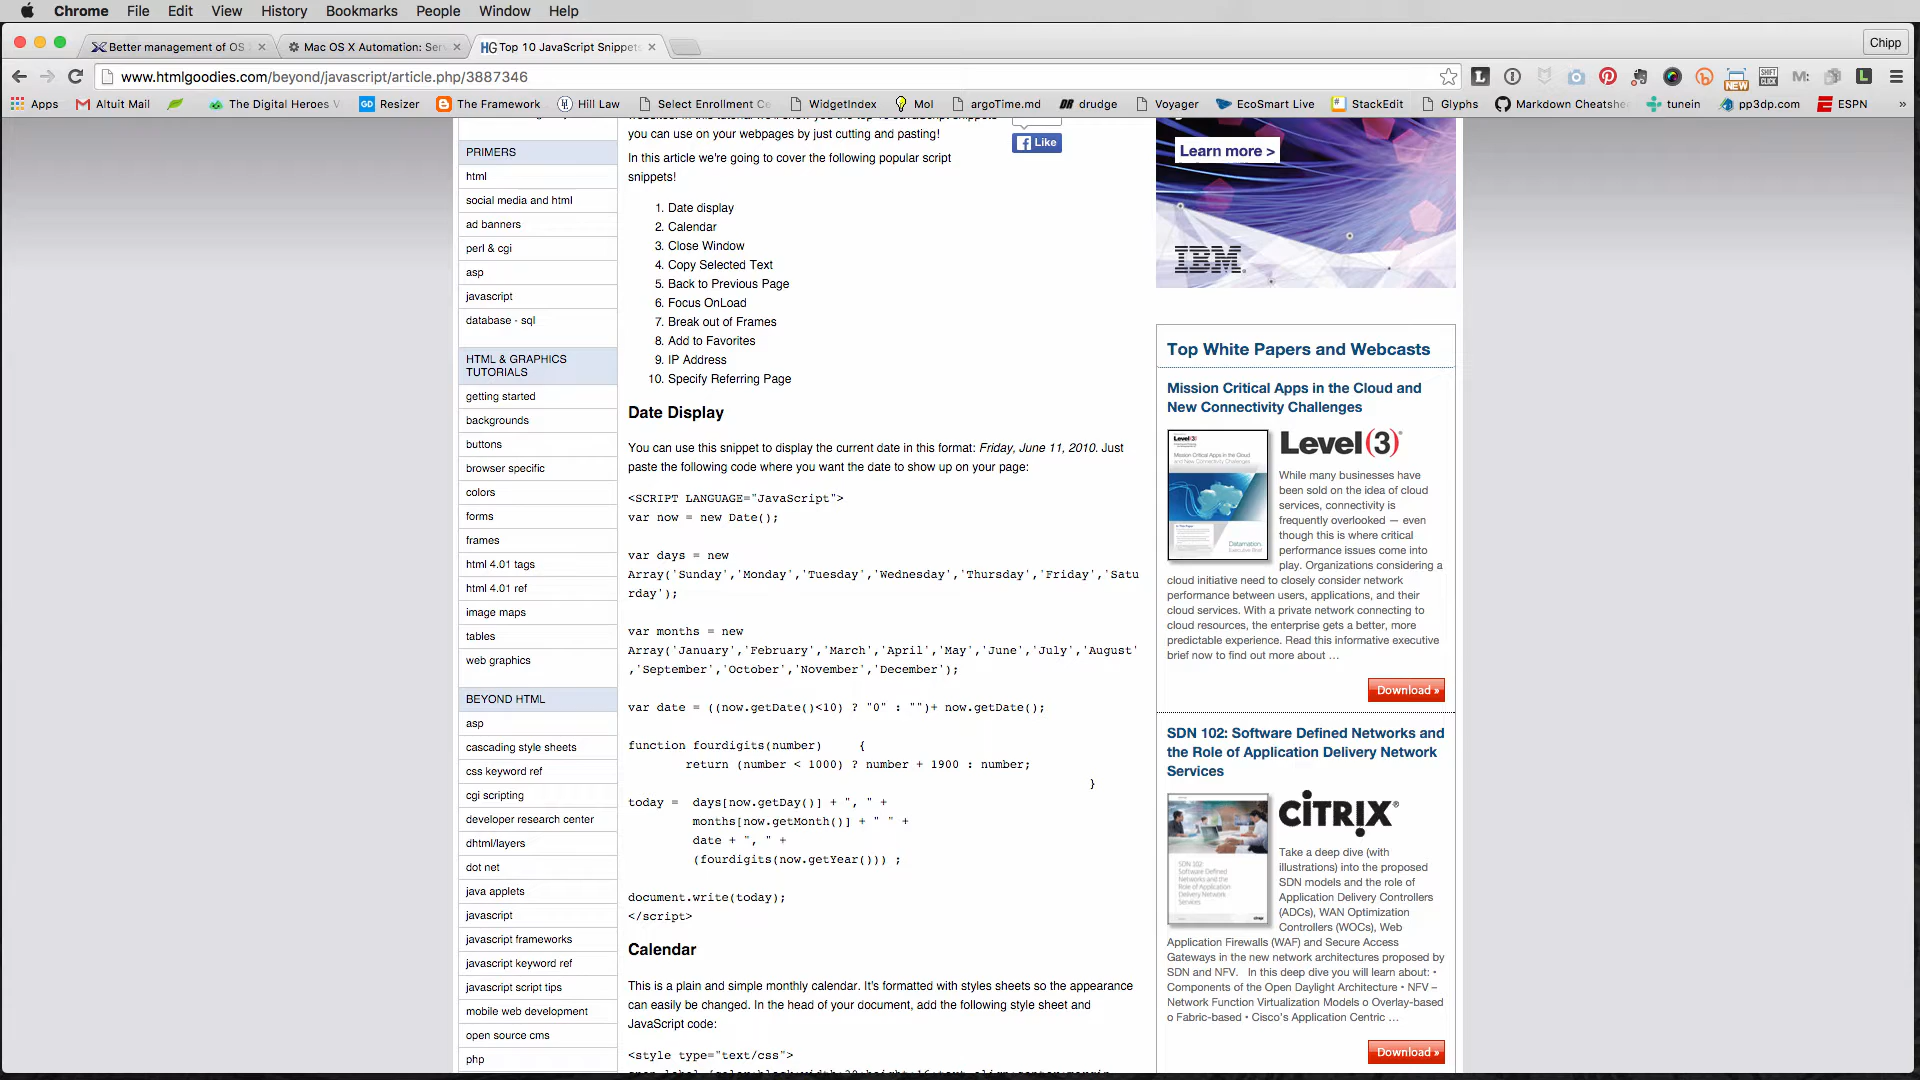 Chrome File Edit View History Bookmarks People Window Help
Better management of OS
Mac OS X Automation: Serv
HG Top 10 JavaScript Snippets
Chipp
www.htmlgoodies.com/beyond/javascript/article.php/3887346
Apps Altuit Mail The Digital Heroes Resizer The Framework Hill Law Select Enrollment Ce WidgetIndex MoI argoTime.md drudge Voyager EcoSmart Live StackEdit Glyphs Markdown Cheatshe tunein pp3dp.com ESPN »
PRIMERS
html
social media and html
ad banners
perl & cgi
asp
javascript
database - sql
HTML & GRAPHICS
TUTORIALS
getting started
backgrounds
buttons
browser specific
colors
forms
frames
html 4.01 tags
html 4.01 ref
image maps
tables
web graphics
BEYOND HTML
asp
cascading style sheets
css keyword ref
cgi scripting
developer research center
dhtml/layers
dot net
java applets
javascript
javascript frameworks
javascript keyword ref
javascript script tips
mobile web development
open source cms
php
you can use on your webpages by just cutting and pasting!
Like
In this article we're going to cover the following popular script
snippets!
1. Date display
2. Calendar
3. Close Window
4. Copy Selected Text
5. Back to Previous Page
6. Focus OnLoad
7. Break out of Frames
8. Add to Favorites
9. IP Address
10. Specify Referring Page
Date Display
You can use this snippet to display the current date in this format: Friday, June 11, 2010. Just
paste the following code where you want the date to show up on your page:
<SCRIPT LANGUAGE="JavaScript">
var now = new Date();
var days = new
Array('Sunday','Monday','Tuesday','Wednesday','Thursday','Friday','Satu
rday');
var months = new
Array('January','February','March','April','May','June','July','August'
,'September','October','November','December');
var date = ((now.getDate()<10) ? "0" : "")+ now.getDate();
function fourdigits(number) {
return (number < 1000) ? number + 1900 : number;
}
today = days[now.getDay()] + ", " +
months[now.getMonth()] + " " +
date + ", " +
(fourdigits(now.getYear())) ;
document.write(today);
</script>
Calendar
This is a plain and simple monthly calendar. It's formatted with styles sheets so the appearance
can easily be changed. In the head of your document, add the following style sheet and
JavaScript code:
<style type="text/css">
Learn more >
IBM
Top White Papers and Webcasts
Mission Critical Apps in the Cloud and
New Connectivity Challenges
Level(3)
While many businesses have
been sold on the idea of cloud
services, connectivity is
frequently overlooked — even
though this is where critical
performance issues come into
play. Organizations considering a
cloud initiative need to closely consider network
performance between users, applications, and their
cloud services. With a private network connecting to
cloud resources, the enterprise gets a better, more
predictable experience. Read this informative executive
brief now to find out more about ...
Download »
SDN 102: Software Defined Networks and
the Role of Application Delivery Network
Services
CİTRIX
Take a deep dive (with
illustrations) into the proposed
SDN models and the role of
Application Delivery Controllers
(ADCs), WAN Optimization
Controllers (WOCs), Web
Application Firewalls (WAF) and Secure Access
Gateways in the new network architectures proposed by
SDN and NFV. In this deep dive you will learn about: •
Components of the Open Daylight Architecture • NFV –
Network Function Virtualization Models o Overlay-based
o Fabric-based • Cisco's Application Centric ...
Download »